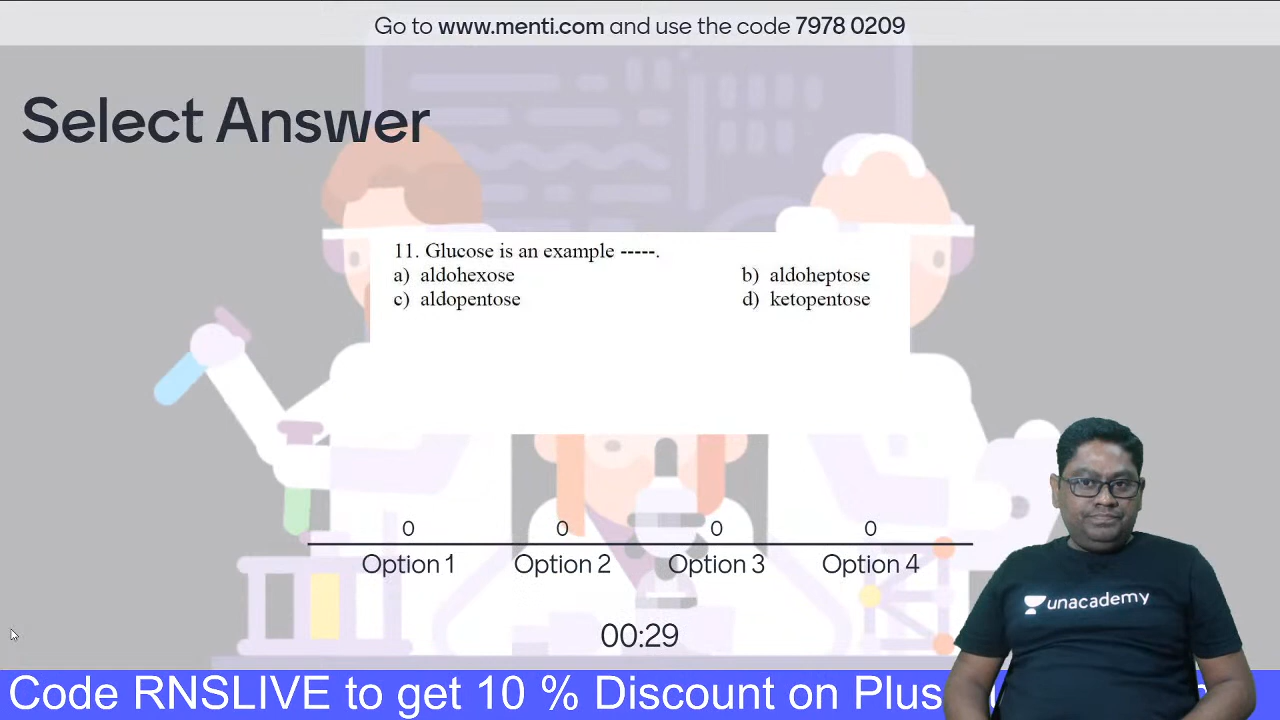 Go to www.menti.com and use the code 7978 0209
Select Answer
11. Glucose is an example -----.
a) aldohexose b) aldoheptose
c) aldopentose d) ketopentose
0 0 0 0
Option 1 Option 2 Option 3 Option 4
00:29
unacademy
Code RNSLIVE to get 10 % Discount on Plus